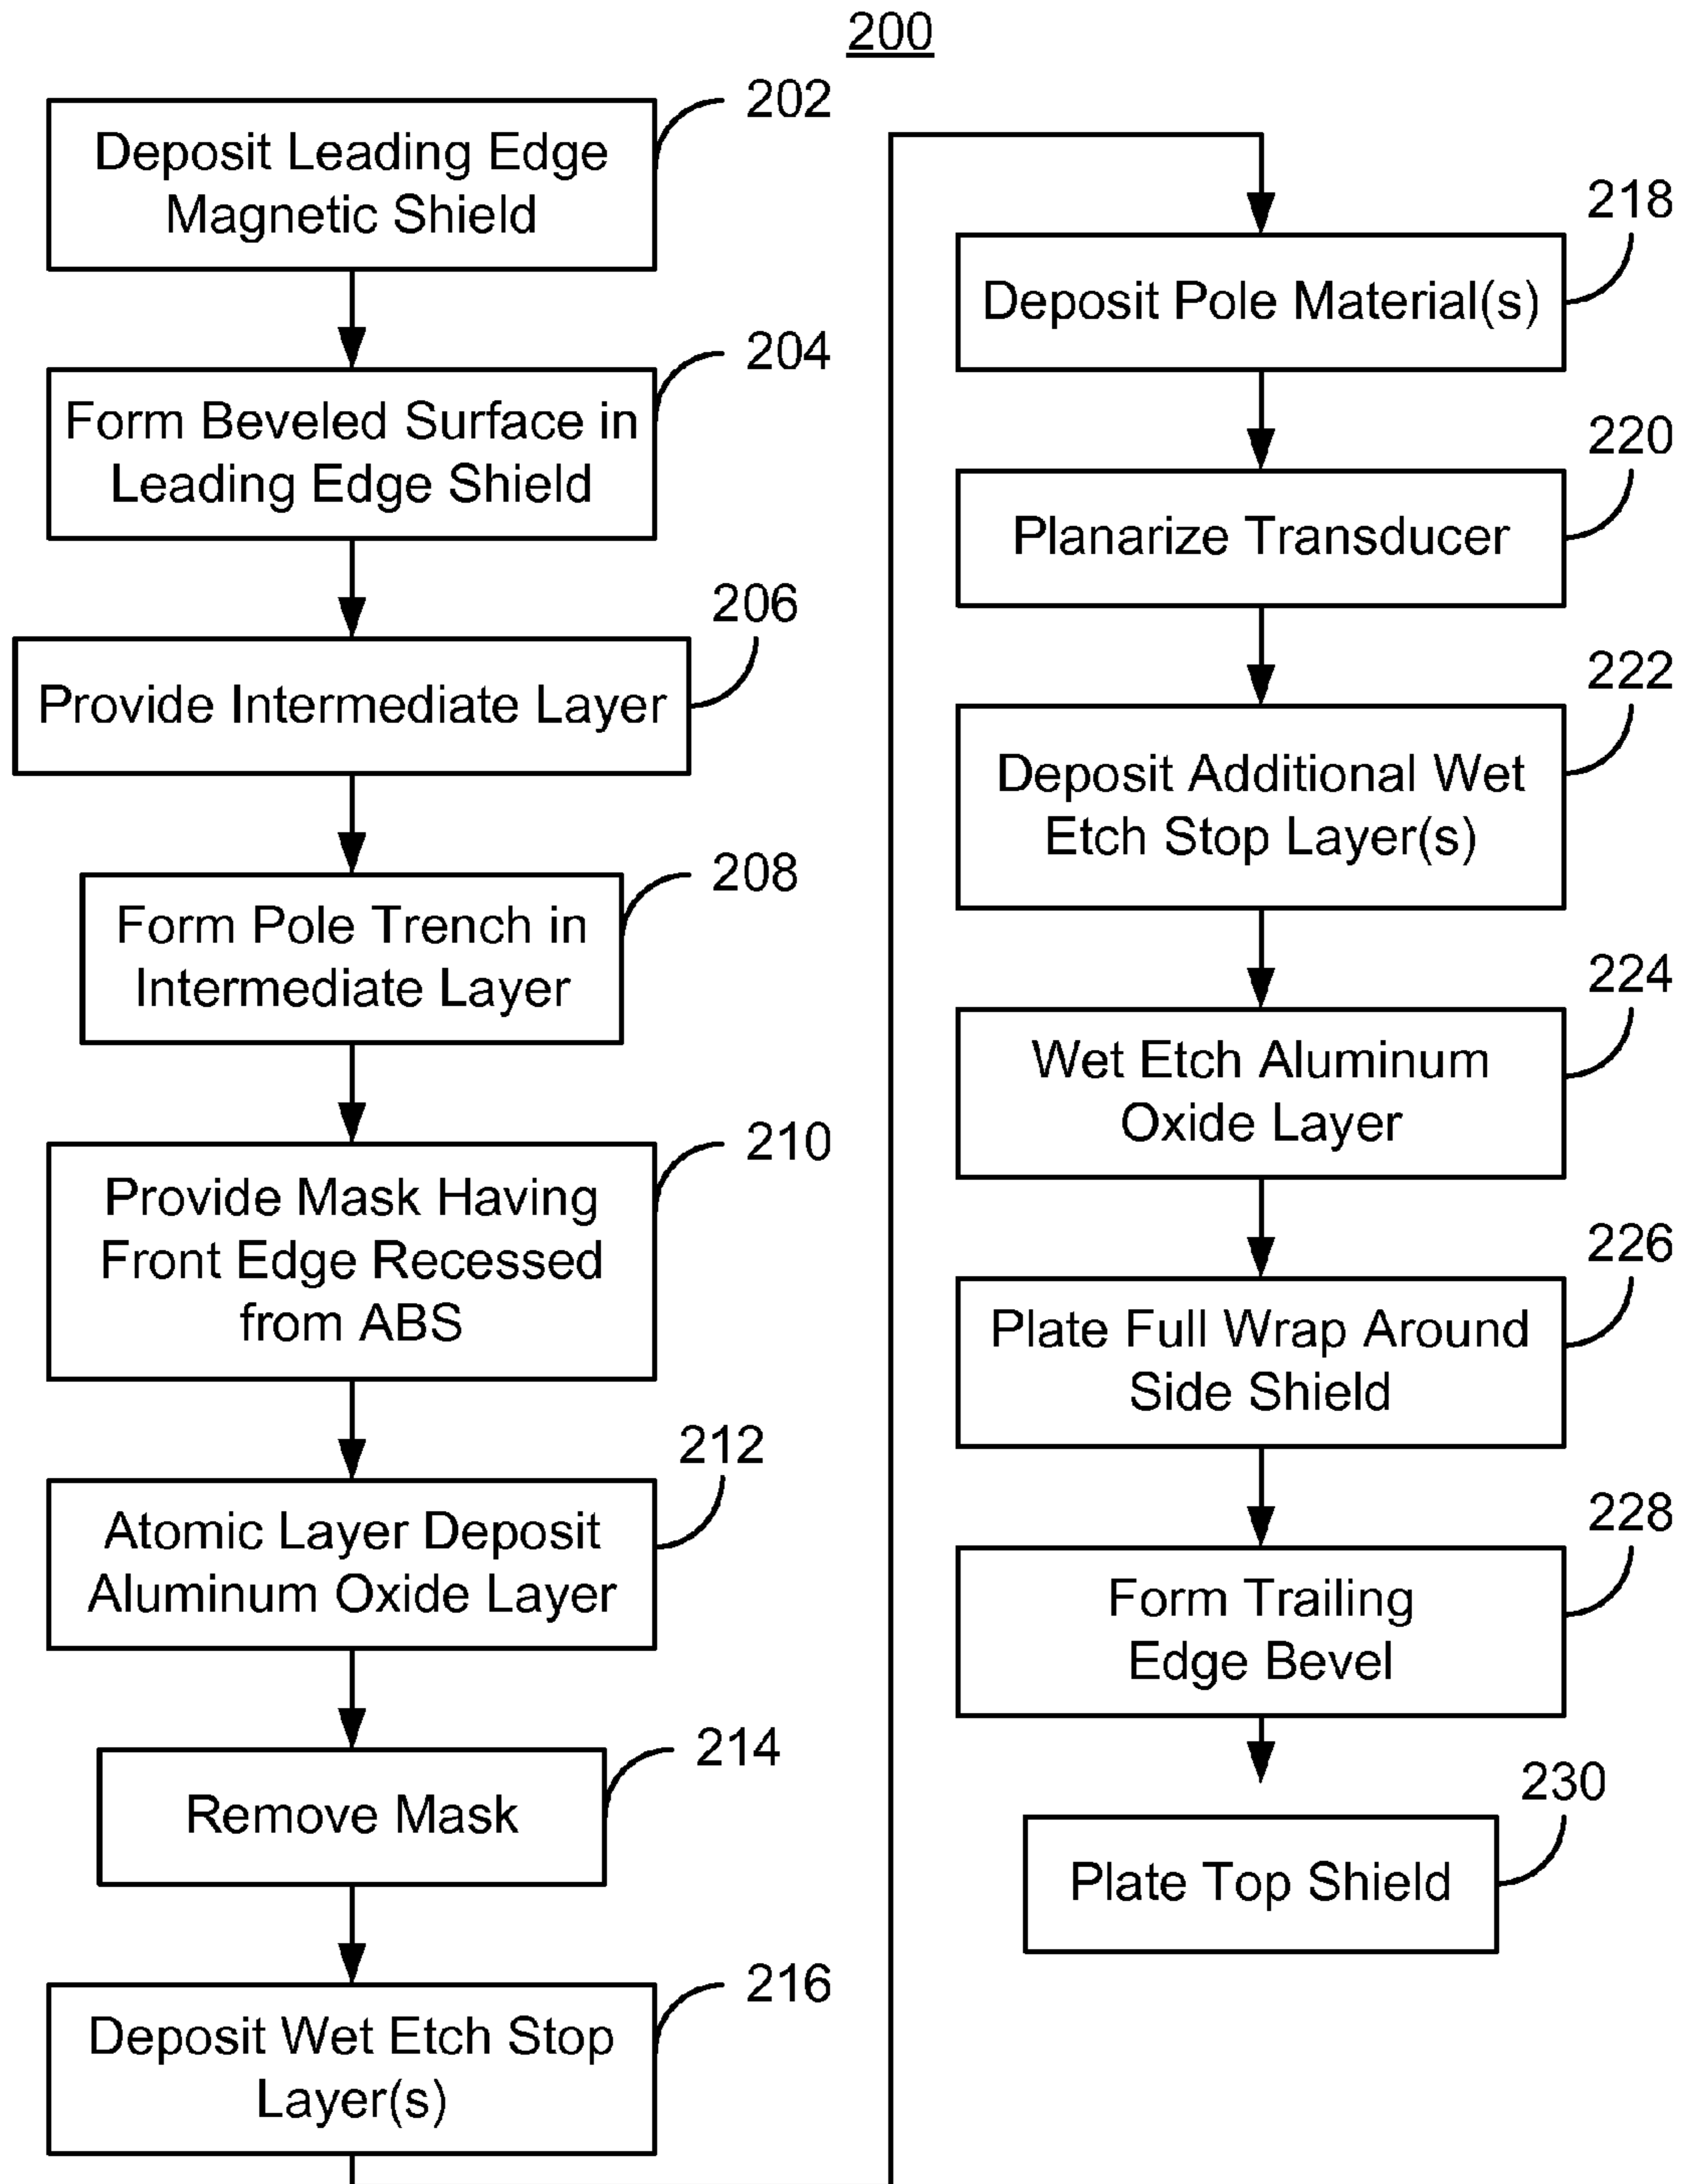 200
202
Deposit Leading Edge
Magnetic Shield
204
Form Beveled Surface in
Leading Edge Shield
206
Provide Intermediate Layer
208
Form Pole Trench in
Intermediate Layer
210
Provide Mask Having
Front Edge Recessed
from ABS
212
Atomic Layer Deposit
Aluminum Oxide Layer
214
Remove Mask
216
Deposit Wet Etch Stop
Layer(s)
218
Deposit Pole Material(s)
220
Planarize Transducer
222
Deposit Additional Wet
Etch Stop Layer(s)
224
Wet Etch Aluminum
Oxide Layer
226
Plate Full Wrap Around
Side Shield
228
Form Trailing
Edge Bevel
230
Plate Top Shield